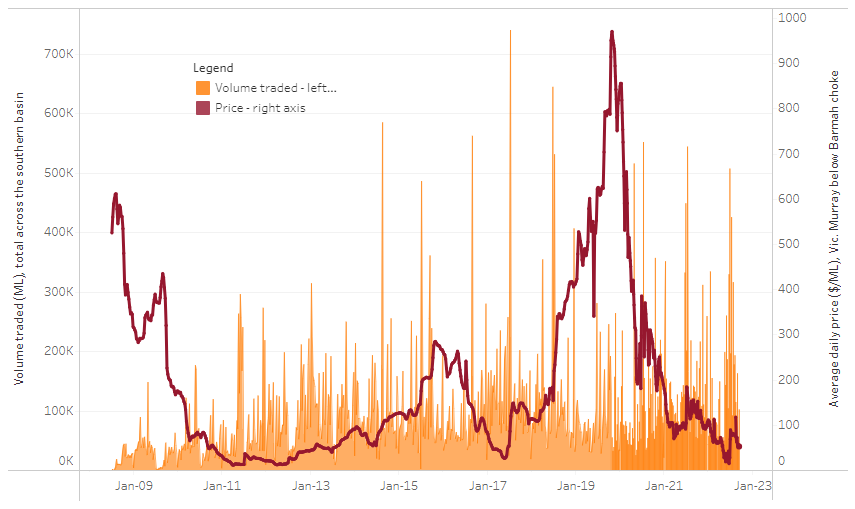 Legend
Volume traded - left...
Price - right axis
Volume traded (ML), total across the southern basin
700K
600K
500K
400K
300K
200K
100K
0K
1000
900
800
700
600
500
400
300
200
100
0
Average daily price ($/ML), Vic. Murray below Barmah choke
Jan-09
Jan-11
Jan-13
Jan-15
Jan-17
Jan-19
Jan-21
Jan-23